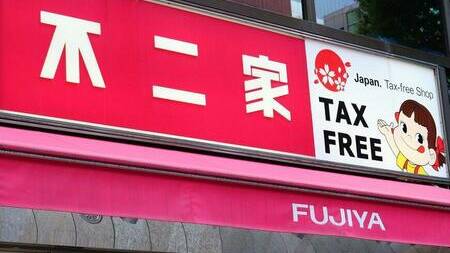 不二家
Japan. Tax-free Shop
TAX
FREE
FUJIYA